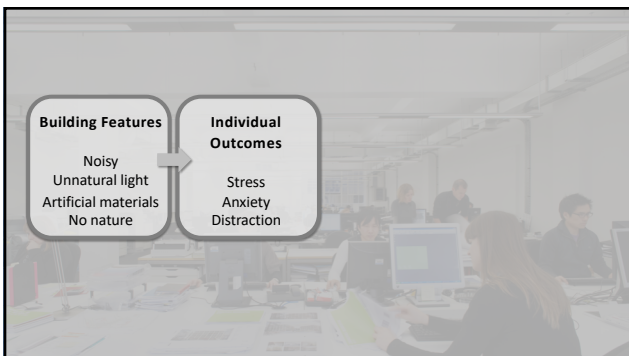 Building Features
Noisy
Unnatural light
Artificial materials
No nature
Individual
Outcomes
Stress
Anxiety
Distraction